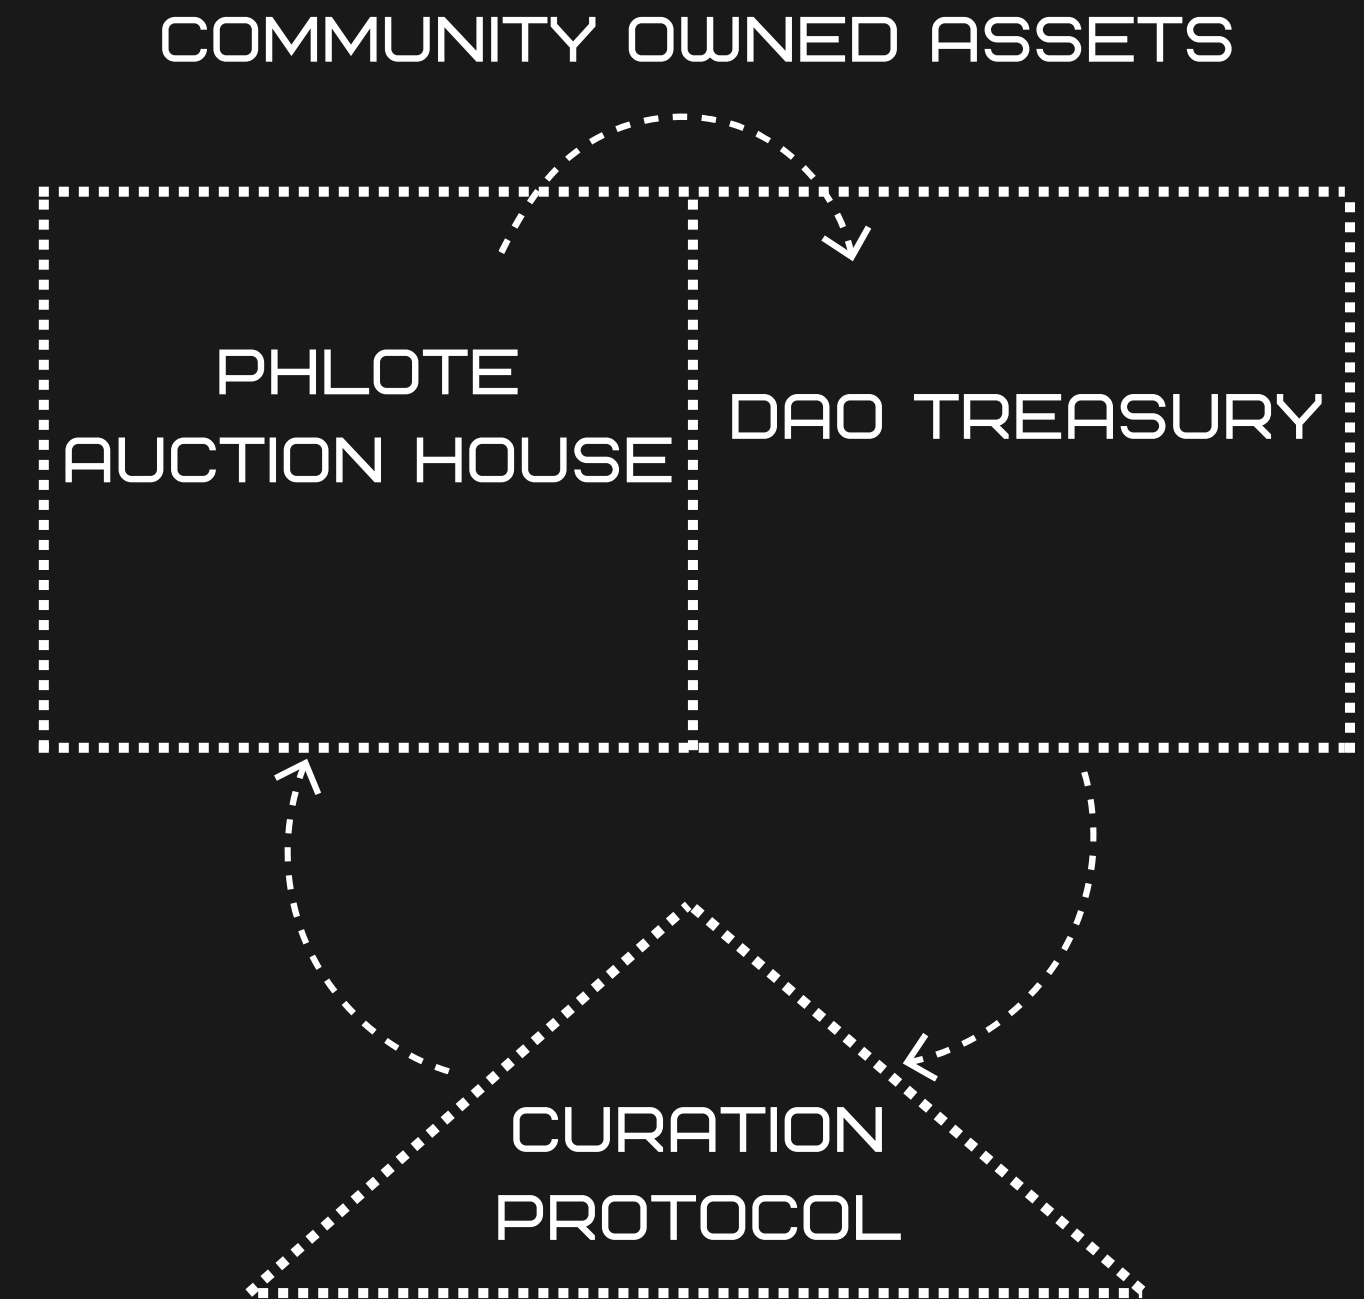 COMMUNITY OWNED ASSETS
PHLOTE
AUCTION HOUSE
DAO TREASURY
CURATION
PROTOCOL